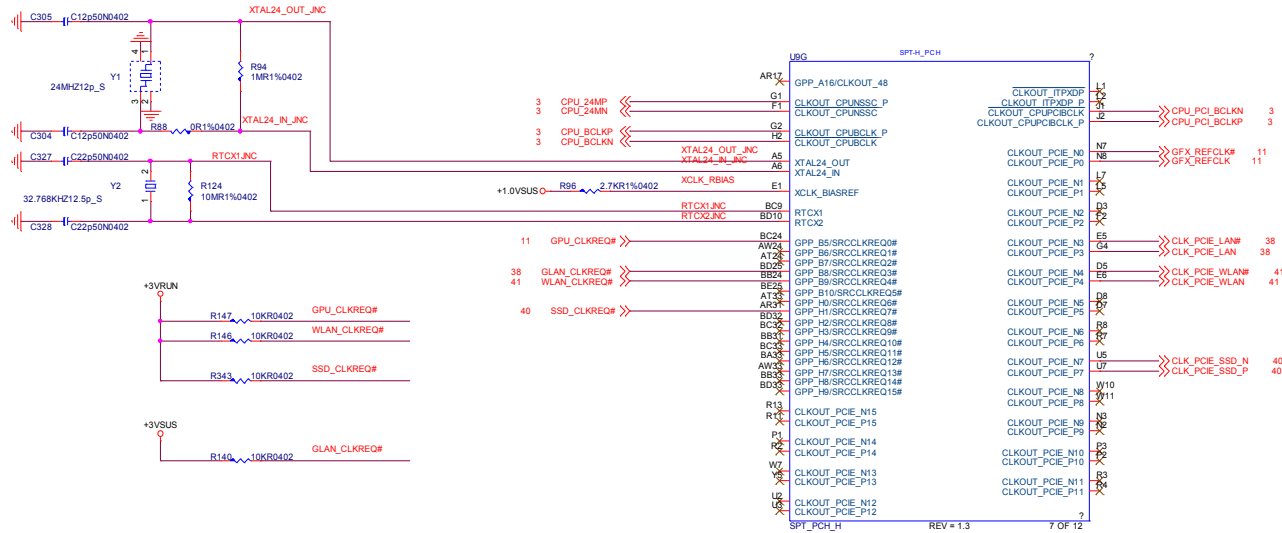 C305 C12p50N0402
XTAL24_OUT_JNC
4 1
Y1
24MHZ12p_S
3 2
R94
1MR1%0402
C304 C12p50N0402
R88 0R1%0402
XTAL24_IN_JNC
C327 C22p50N0402
RTCX1JNC
Y2
2
1
32.768KHZ12.5p_S
R124
10MR1%0402
C328 C22p50N0402
+3VRUN
R147 10KR0402 GPU_CLKREQ#
R146 10KR0402 WLAN_CLKREQ#
R343 10KR0402 SSD_CLKREQ#
+3VSUS
R140 10KR0402 GLAN_CLKREQ#
U9G
SPT-H_PCH
?
AR17 GPP_A16/CLKOUT_48
3 CPU_24MP G1 CLKOUT_CPUNSSC_P
3 CPU_24MN F1 CLKOUT_CPUNSSC
3 CPU_BCLKP G2 CLKOUT_CPUBCLK_P
3 CPU_BCLKN H2 CLKOUT_CPUBCLK
XTAL24_OUT_JNC A5 XTAL24_OUT
XTAL24_IN_JNC A6 XTAL24_IN
+1.0VSUS R96 2.7KR1%0402 XCLK_RBIAS E1 XCLK_BIASREF
RTCX1JNC BC9 RTCX1
RTCX2JNC BD10 RTCX2
11 GPU_CLKREQ# BC24 GPP_B5/SRCCLKREQ0#
AW24 GPP_B6/SRCCLKREQ1#
AT24 GPP_B7/SRCCLKREQ2#
38 GLAN_CLKREQ# BD25 GPP_B8/SRCCLKREQ3#
41 WLAN_CLKREQ# BB24 GPP_B9/SRCCLKREQ4#
BE25 GPP_B10/SRCCLKREQ5#
AT33 GPP_H0/SRCCLKREQ6#
40 SSD_CLKREQ# AR31 GPP_H1/SRCCLKREQ7#
BD32 GPP_H2/SRCCLKREQ8#
BC32 GPP_H3/SRCCLKREQ9#
BB31 GPP_H4/SRCCLKREQ10#
BC33 GPP_H5/SRCCLKREQ11#
BA33 GPP_H6/SRCCLKREQ12#
AW33 GPP_H7/SRCCLKREQ13#
BB33 GPP_H8/SRCCLKREQ14#
BD33 GPP_H9/SRCCLKREQ15#
R13 CLKOUT_PCIE_N15
R11 CLKOUT_PCIE_P15
P1 CLKOUT_PCIE_N14
R2 CLKOUT_PCIE_P14
W7 CLKOUT_PCIE_N13
Y5 CLKOUT_PCIE_P13
U2 CLKOUT_PCIE_N12
U3 CLKOUT_PCIE_P12
CLKOUT_ITPXDP L1
CLKOUT_ITPXDP_P L2
CLKOUT_CPUPCIBCLK J1 CPU_PCI_BCLKN 3
CLKOUT_CPUPCIBCLK_P J2 CPU_PCI_BCLKP 3
CLKOUT_PCIE_N0 N7 GFX_REFCLK# 11
CLKOUT_PCIE_P0 N8 GFX_REFCLK 11
CLKOUT_PCIE_N1 L7
CLKOUT_PCIE_P1 L5
CLKOUT_PCIE_N2 D3
CLKOUT_PCIE_P2 F2
CLKOUT_PCIE_N3 E5 CLK_PCIE_LAN# 38
CLKOUT_PCIE_P3 G4 CLK_PCIE_LAN 38
CLKOUT_PCIE_N4 D5 CLK_PCIE_WLAN# 41
CLKOUT_PCIE_P4 E6 CLK_PCIE_WLAN 41
CLKOUT_PCIE_N5 D8
CLKOUT_PCIE_P5 D7
CLKOUT_PCIE_N6 R8
CLKOUT_PCIE_P6 R7
CLKOUT_PCIE_N7 U5 CLK_PCIE_SSD_N 40
CLKOUT_PCIE_P7 U7 CLK_PCIE_SSD_P 40
CLKOUT_PCIE_N8 W10
CLKOUT_PCIE_P8 W11
CLKOUT_PCIE_N9 N3
CLKOUT_PCIE_P9 N2
CLKOUT_PCIE_N10 P3
CLKOUT_PCIE_P10 P2
CLKOUT_PCIE_N11 R3
CLKOUT_PCIE_P11 R4
?
SPT_PCH_H REV = 1.3 7 OF 12